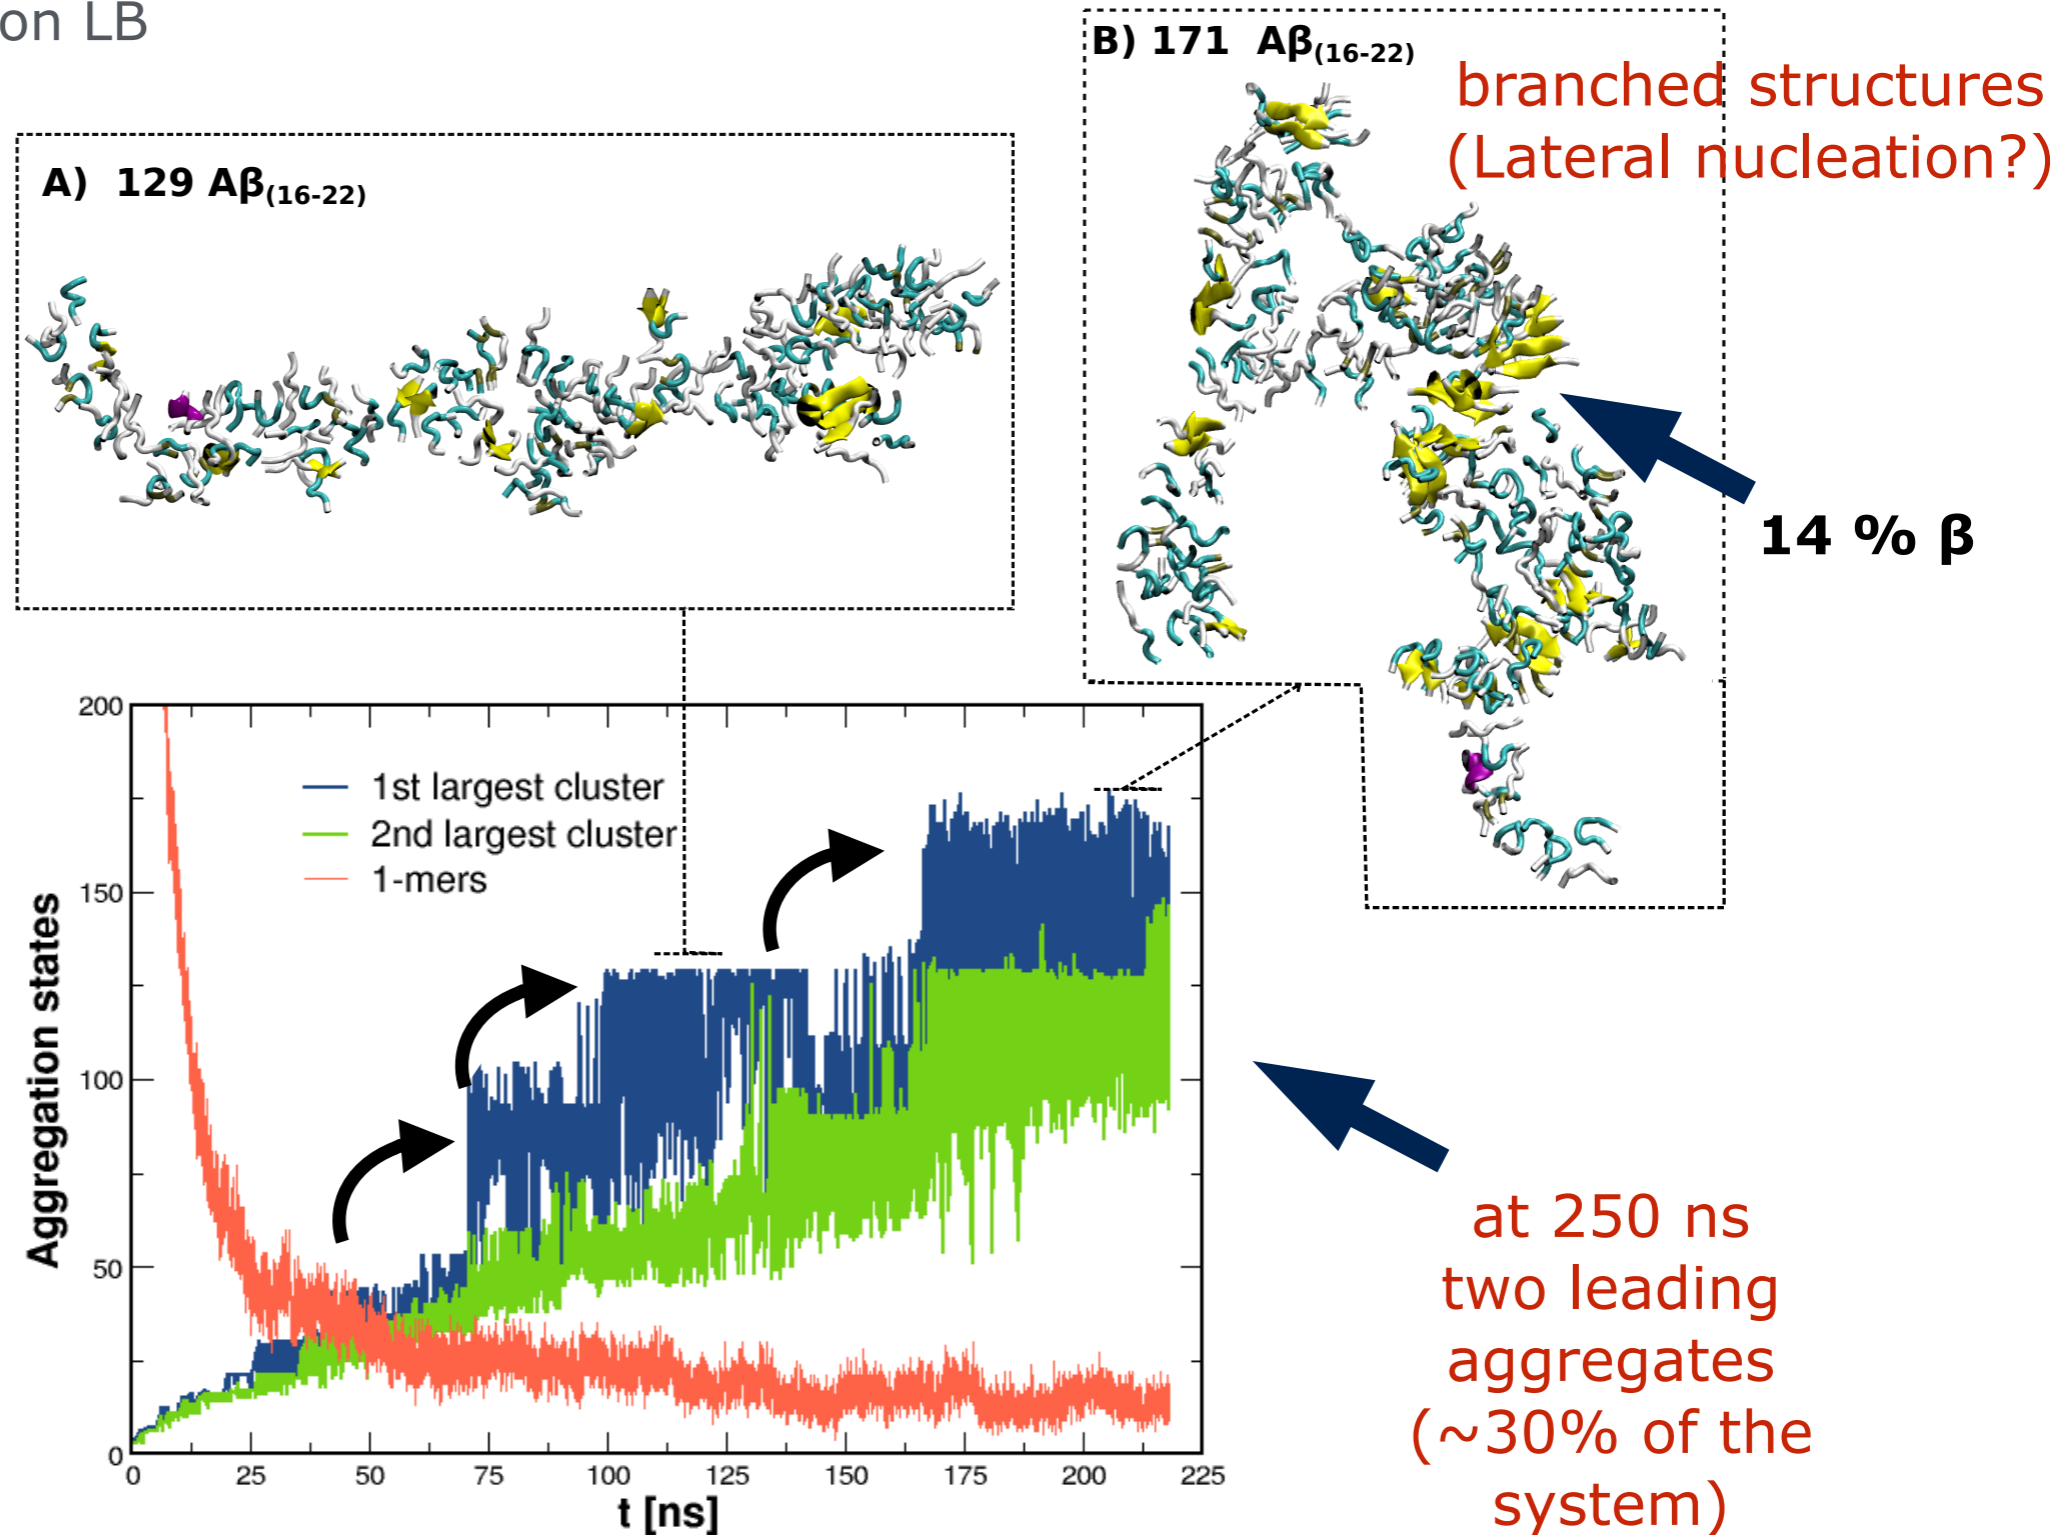 on LB
A) 129 Aβ(16-22)
B) 171 Aβ(16-22)
branched structures
(Lateral nucleation?)
14 % β
Aggregation states
200
150
100
50
0
1st largest cluster
2nd largest cluster
1-mers
0 25 50 75 100 125 150 175 200 225
t [ns]
at 250 ns
two leading
aggregates
(~30% of the
system)